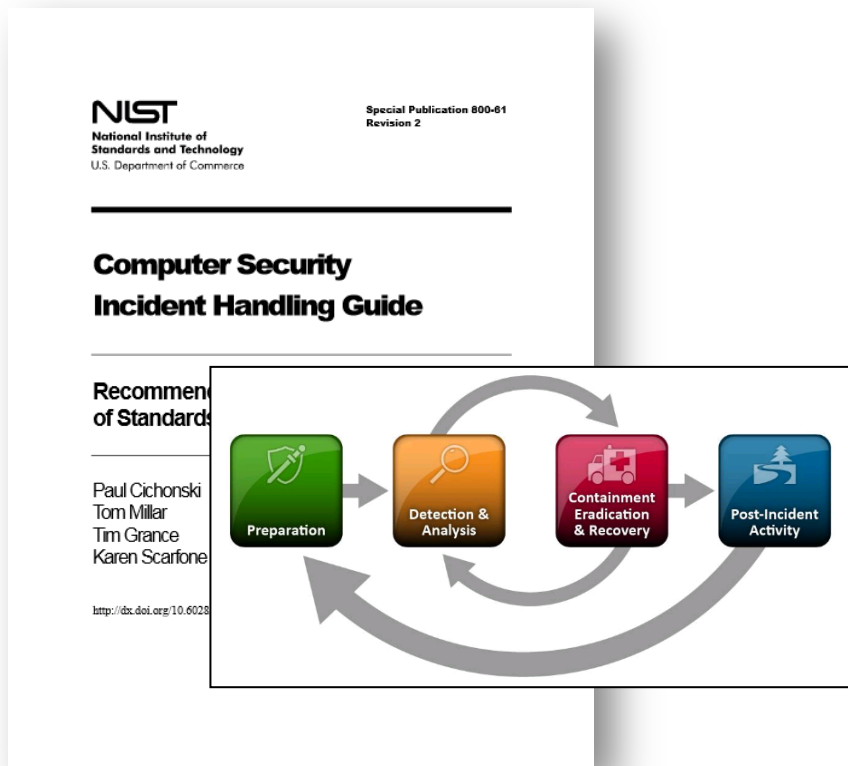 NIST
National Institute of
Standards and Technology
U.S. Department of Commerce
Special Publication 800-61
Revision 2
Computer Security
Incident Handling Guide
of Standards
Paul Cichonski
Tom Millar
Tim Grance
Karen Scarfone
http://dx.doi.org/10.6028
Preparation
Detection &
Analysis
Containment
Eradication
& Recovery
Post-Incident
Activity